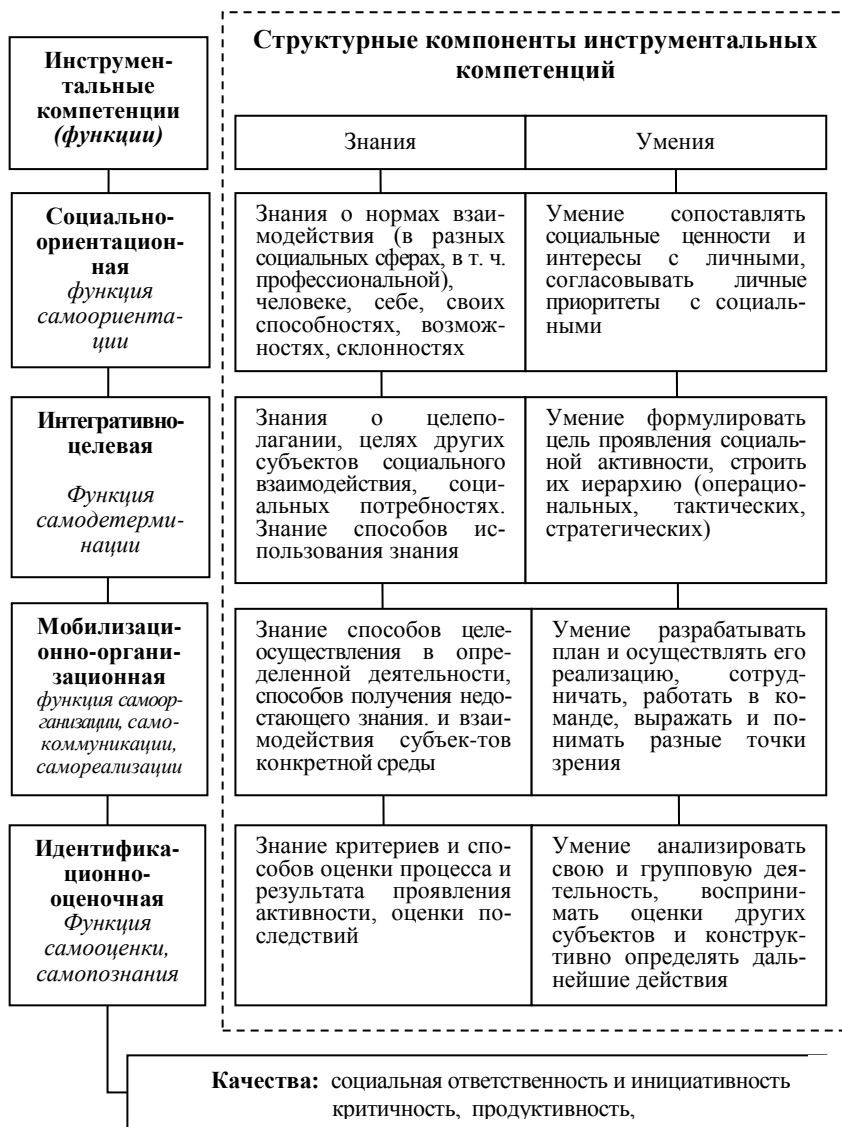 Инструмен-
тальные
компетенции
(функции)
Структурные компоненты инструментальных
компетенций
Знания
Умения
Социально-
ориентацион-
ная
функция
самоориента-
ции
Знания о нормах взаи-
модействия (в разных
социальных сферах, в т. ч.
профессиональной),
человеке, себе, своих
способностях, возмож-
ностях, склонностях
Умение сопоставлять
социальные ценности и
интересы с личными,
согласовывать личные
приоритеты с социаль-
ными
Интегративно-
целевая
Функция
самодетерми-
нации
Знания о целепо-
лагании, целях других
субъектов социального
взаимодействия, соци-
альных потребностях.
Знание способов ис-
пользования знания
Умение формулировать
цель проявления социаль-
ной активности, строить
их иерархию (операцио-
нальных, тактических,
стратегических)
Мобилизаци-
онно-органи-
зационная
функция самоор-
ганизации, само-
коммуникации,
самореализации
Знание способов целе-
осуществления в опре-
деленной деятельности,
способов получения недо-
стающего знания. и взаи-
модействия субъек-тов
конкретной среды
Умение разрабатывать
план и осуществлять его
реализацию, сотруд-
ничать, работать в ко-
манде, выражать и по-
нимать разные точки
зрения
Идентифика-
ционно-
оценочная
Функция
самооценки,
самопознания
Знание критериев и спо-
собов оценки процесса и
результата проявления
активности, оценки по-
следствий
Умение анализировать
свою и групповую дея-
тельность, восприни-
мать оценки других
субъектов и конструк-
тивно определять даль-
нейшие действия
Качества: социальная ответственность и инициативность
критичность, продуктивность,